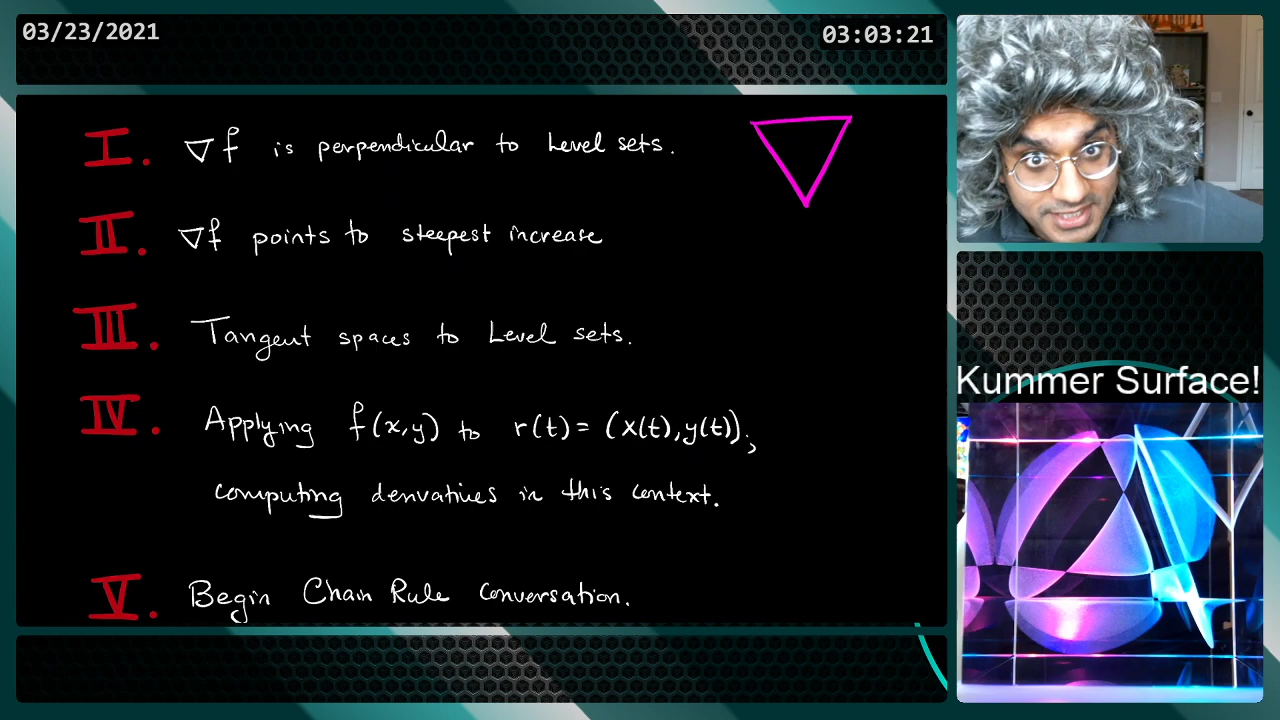 03/23/2021
03:03:21
I. ∇f is perpendicular to Level sets.
II. ∇f points to steepest increase
III. Tangent spaces to Level sets.
IV. Applying f(x,y) to r(t) = (x(t), y(t));
computing derivatives in this context.
V. Begin Chain Rule conversation.
Kummer Surface!